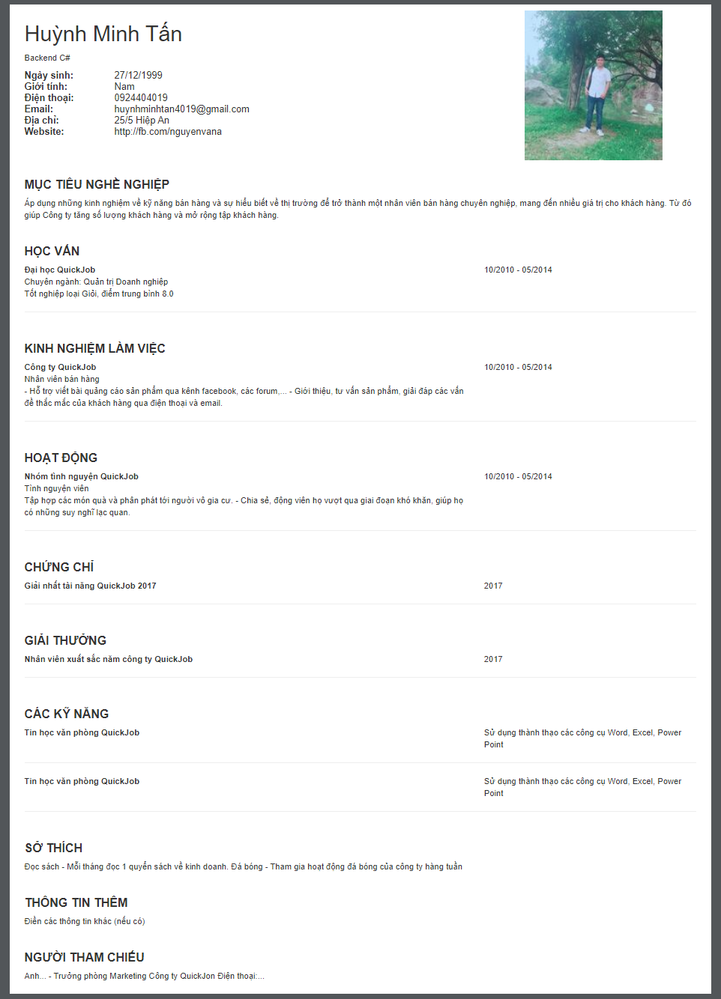 Huỳnh Minh Tấn
Backend C#
Ngày sinh: 27/12/1999
Giới tính: Nam
Điện thoại: 0924404019
Email: huynhminhtan4019@gmail.com
Địa chỉ: 25/5 Hiệp An
Website: http://fb.com/nguyenvana
MỤC TIÊU NGHỀ NGHIỆP
Áp dụng những kinh nghiệm về kỹ năng bán hàng và sự hiểu biết về thị trường để trở thành một nhân viên bán hàng chuyên nghiệp, mang đến nhiều giá trị cho khách hàng. Từ đó
giúp Công ty tăng số lượng khách hàng và mở rộng tập khách hàng.
HỌC VẤN
Đại học QuickJob 10/2010 - 05/2014
Chuyên ngành: Quản trị Doanh nghiệp
Tốt nghiệp loại Giỏi, điểm trung bình 8.0
KINH NGHIỆM LÀM VIỆC
Công ty QuickJob 10/2010 - 05/2014
Nhân viên bán hàng
- Hỗ trợ viết bài quảng cáo sản phẩm qua kênh facebook, các forum,... - Giới thiệu, tư vấn sản phẩm, giải đáp các vấn
đề thắc mắc của khách hàng qua điện thoại và email.
HOẠT ĐỘNG
Nhóm tình nguyện QuickJob 10/2010 - 05/2014
Tình nguyện viên
Tập hợp các món quà và phân phát tới người vô gia cư. - Chia sẻ, động viên họ vượt qua giai đoạn khó khăn, giúp họ
có những suy nghĩ lạc quan.
CHỨNG CHỈ
Giải nhất tài năng QuickJob 2017 2017
GIẢI THƯỞNG
Nhân viên xuất sắc năm công ty QuickJob 2017
CÁC KỸ NĂNG
Tin học văn phòng QuickJob Sử dụng thành thạo các công cụ Word, Excel, Power
Point
Tin học văn phòng QuickJob Sử dụng thành thạo các công cụ Word, Excel, Power
Point
SỞ THÍCH
Đọc sách - Mỗi tháng đọc 1 quyển sách về kinh doanh. Đá bóng - Tham gia hoạt động đá bóng của công ty hàng tuần
THÔNG TIN THÊM
Điền các thông tin khác (nếu có)
NGƯỜI THAM CHIẾU
Anh... - Trưởng phòng Marketing Công ty QuickJon Điện thoại:...